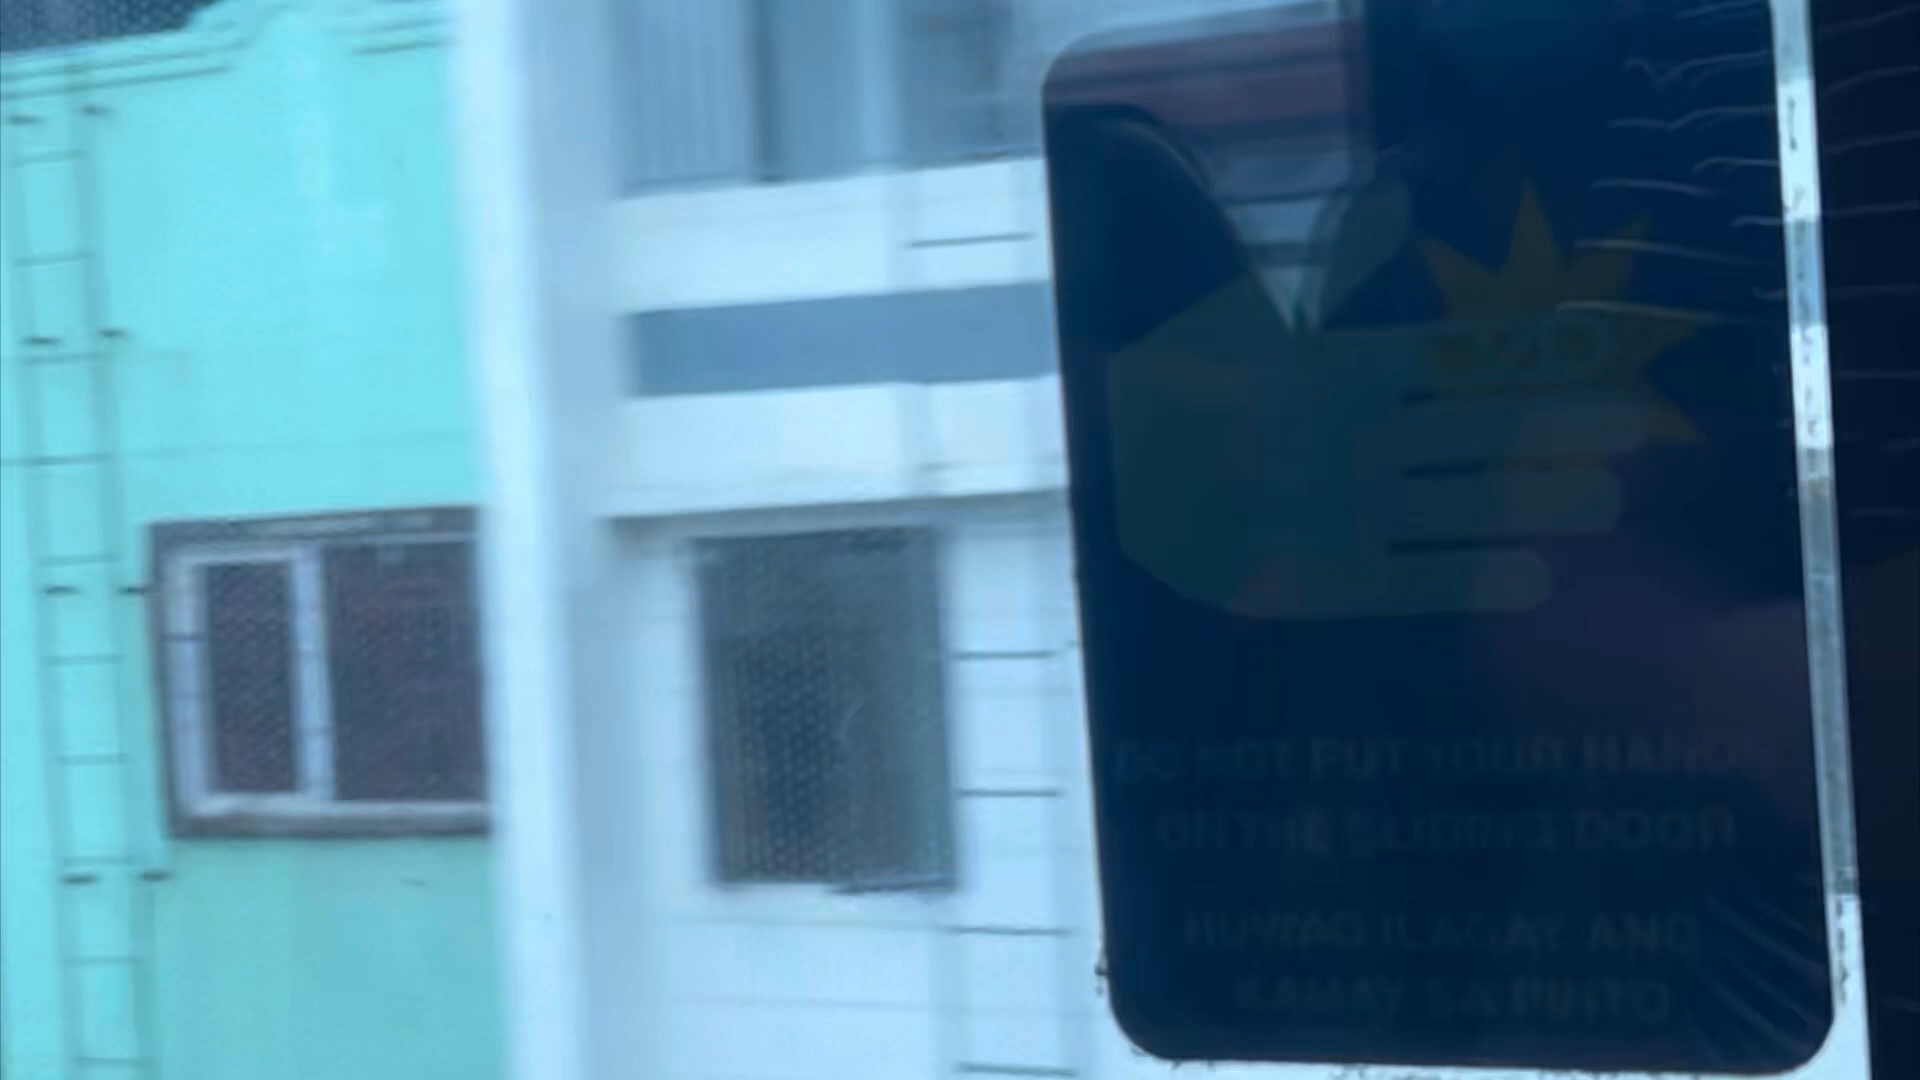 DO NOT PUT YOUR HANDS
ON THE SLIDING DOOR
HUWAG ILAGAY ANG
KAMAY SA PINTO